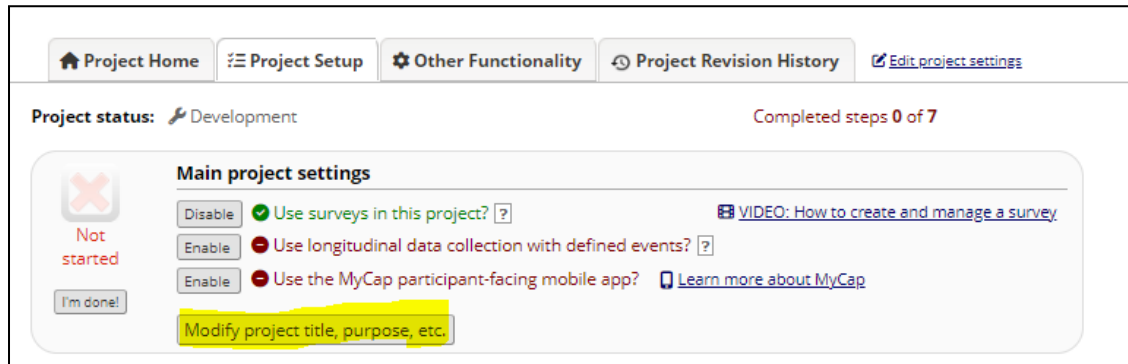 Project Home Project Setup Other Functionality Project Revision History Edit project settings
Project status: Development Completed steps 0 of 7
Main project settings
Disable Use surveys in this project? ? VIDEO: How to create and manage a survey
Not started
Enable Use longitudinal data collection with defined events? ?
Enable Use the MyCap participant-facing mobile app? Learn more about MyCap
I'm done!
Modify project title, purpose, etc.